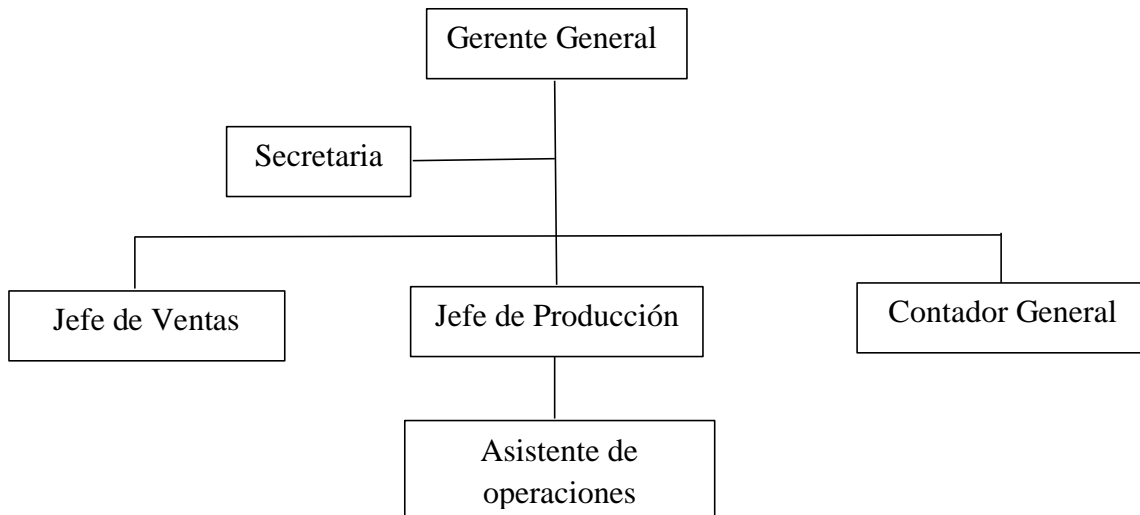 Gerente General
Secretaria
Jefe de Ventas
Jefe de Producción
Contador General
Asistente de
operaciones